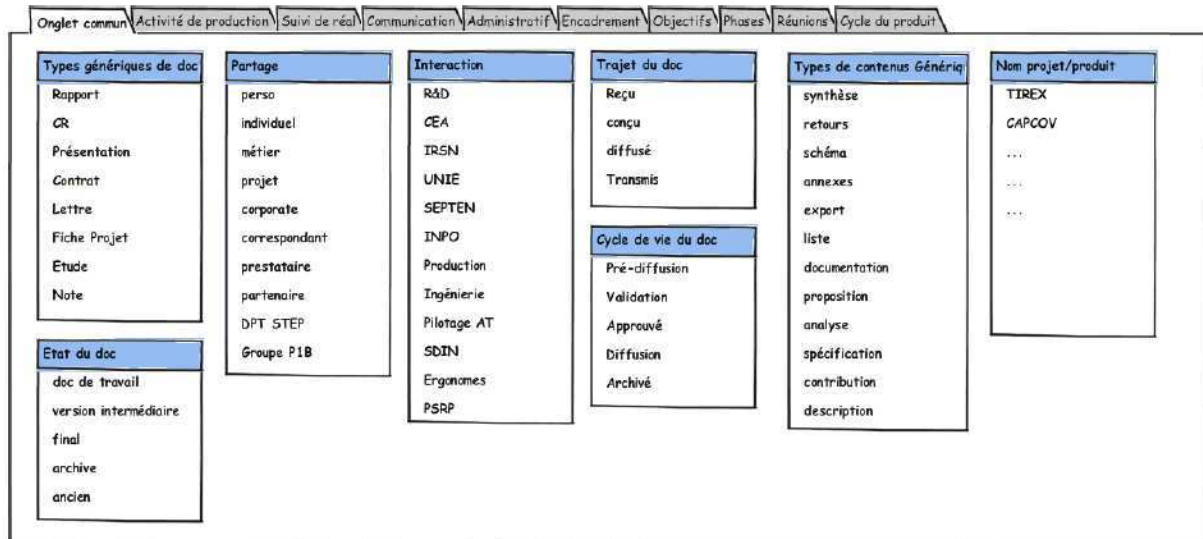 Onglet commun
Activité de production
Suivi de réal
Communication
Administratif
Encadrement
Objectifs
Phases
Réunions
Cycle du produit
Types génériques de doc
Rapport
CR
Présentation
Contrat
Lettre
Fiche Projet
Etude
Note
Etat du doc
doc de travail
version intermédiaire
final
archive
ancien
Partage
perso
individuel
métier
projet
corporate
correspondant
prestataire
partenaire
DPT STEP
Groupe P1B
Interaction
R&D
CEA
IRSN
UNIE
SEPTEN
INPO
Production
Ingénierie
Pilotage AT
SDIN
Ergonomes
PSRP
Trajet du doc
Reçu
conçu
diffusé
Transmis
Cycle de vie du doc
Pré-diffusion
Validation
Approuvé
Diffusion
Archivé
Types de contenus Génériq
synthèse
retours
schéma
annexes
export
liste
documentation
proposition
analyse
spécification
contribution
description
Nom projet/produit
TIREX
CAPCOV
...
...
...